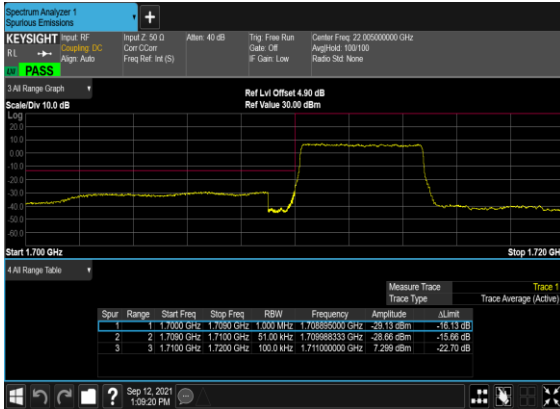 Spectrum Analyzer 1
Spurious Emissions
+
KEYSIGHT Input: RF Input Z: 50 Ω Atten: 40 dB Trig: Free Run Center Freq: 22.005000000 GHz
RL Coupling: DC Corr CCorr Gate: Off Avg|Hold: 100/100
Align: Auto Freq Ref: Int (S) IF Gain: Low Radio Std: None
PASS
3 All Range Graph
Ref Lvl Offset 4.90 dB
Scale/Div 10.0 dB Ref Value 30.00 dBm
Log
20.0
10.0
0.00
-10.0
-20.0
-30.0
-40.0
-50.0
-60.0
Start 1.700 GHz Stop 1.720 GH
4 All Range Table
Measure Trace Trace 1
Trace Type Trace Average (Active)
Spur Range Start Freq Stop Freq RBW Frequency Amplitude ΔLimit
1 1 1.7000 GHz 1.7090 GHz 1.000 MHz 1.708895000 GHz -29.13 dBm -16.13 dB
2 2 1.7090 GHz 1.7100 GHz 51.00 kHz 1.709988333 GHz -28.66 dBm -15.66 dB
3 3 1.7100 GHz 1.7200 GHz 100.0 kHz 1.711000000 GHz 7.299 dBm -22.70 dB
?
Sep 12, 2021
1:09:20 PM